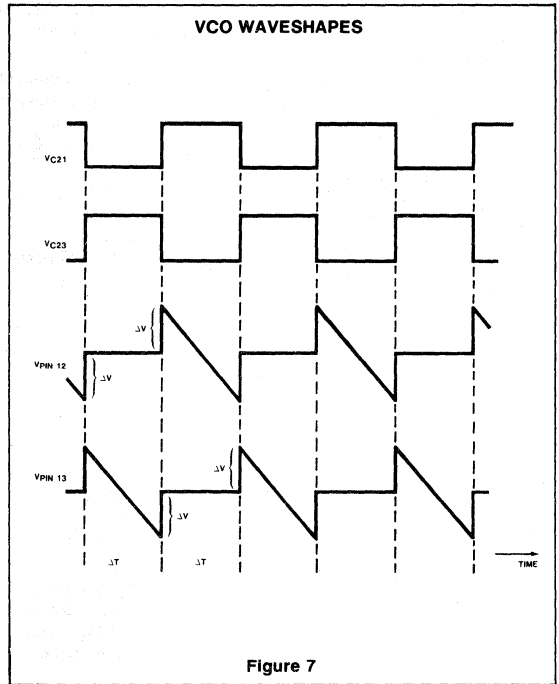 VCO WAVESHAPES
VC21
VC23
ΔV
VPIN 12
ΔV
ΔV
VPIN 13
ΔV
ΔT ΔT
TIME
Figure 7